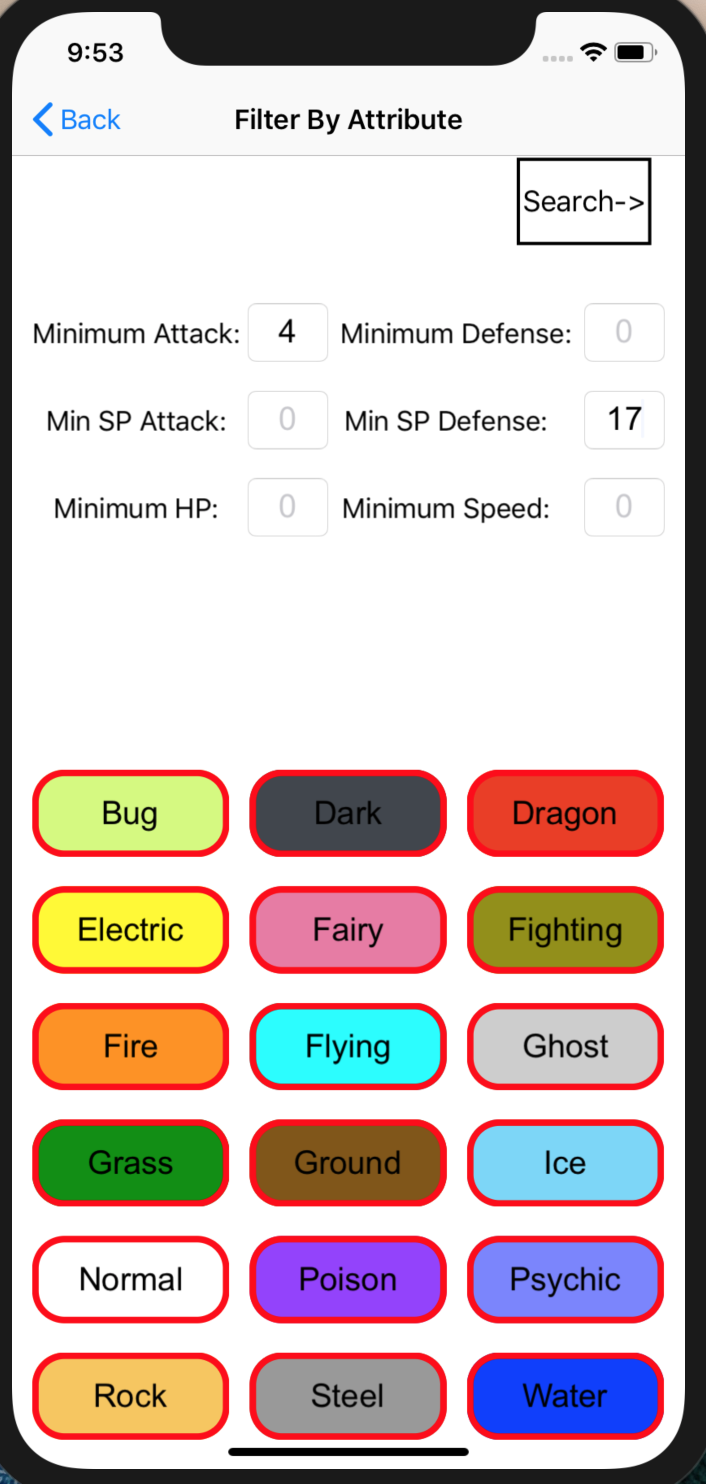 9:53
Back Filter By Attribute
Search->
Minimum Attack: 4 Minimum Defense: 0
Min SP Attack: 0 Min SP Defense: 17
Minimum HP: 0 Minimum Speed: 0
Bug Dark Dragon
Electric Fairy Fighting
Fire Flying Ghost
Grass Ground Ice
Normal Poison Psychic
Rock Steel Water